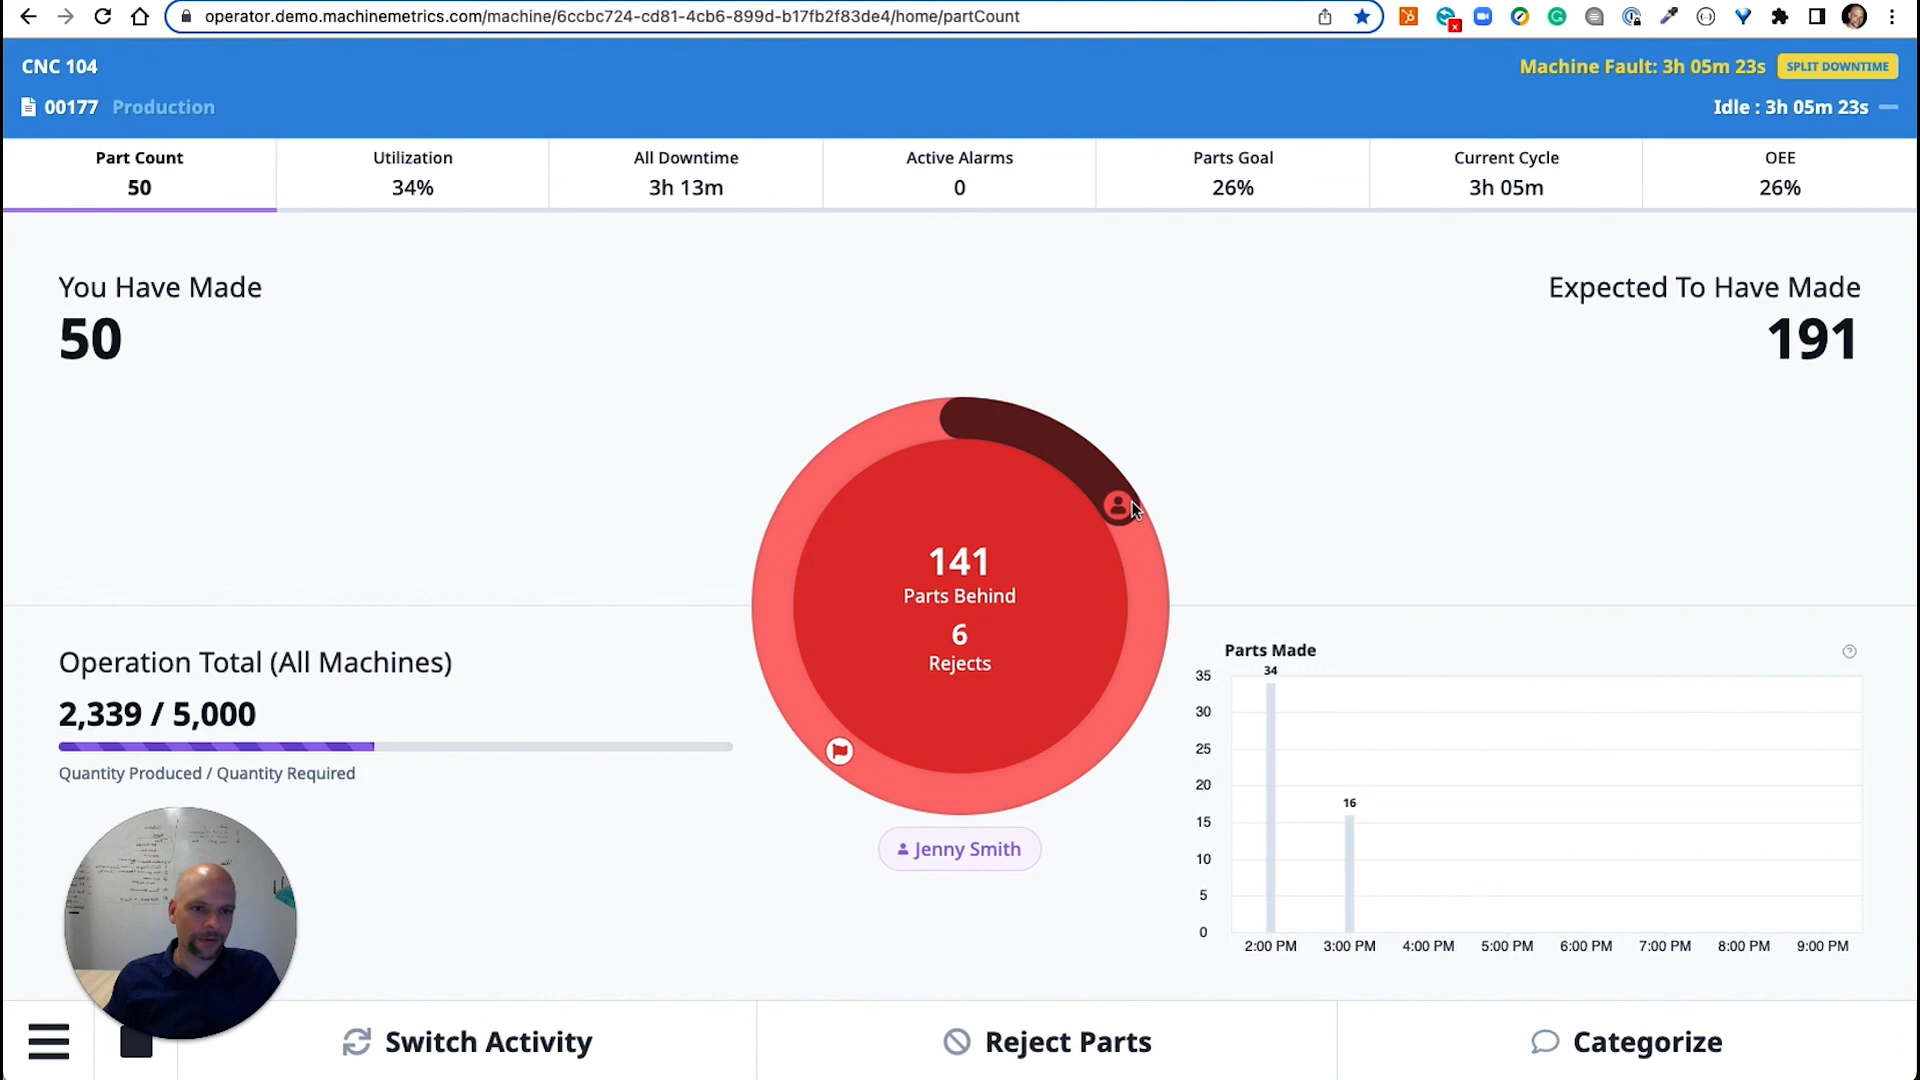 operator.demo.machinemetrics.com/machine/6ccbc724-cd81-4cb6-899d-b17fb2f83de4/home/partCount
CNC 104
Machine Fault: 3h 05m 23s
SPLIT DOWNTIME
00177 Production
Idle : 3h 05m 23s
Part Count
50
Utilization
34%
All Downtime
3h 13m
Active Alarms
0
Parts Goal
26%
Current Cycle
3h 05m
OEE
26%
You Have Made
50
Expected To Have Made
191
141
Parts Behind
6
Rejects
Jenny Smith
Operation Total (All Machines)
2,339 / 5,000
Quantity Produced / Quantity Required
Parts Made
34
35
30
25
20
16
15
10
5
0
2:00 PM 3:00 PM 4:00 PM 5:00 PM 6:00 PM 7:00 PM 8:00 PM 9:00 PM
Switch Activity
Reject Parts
Categorize